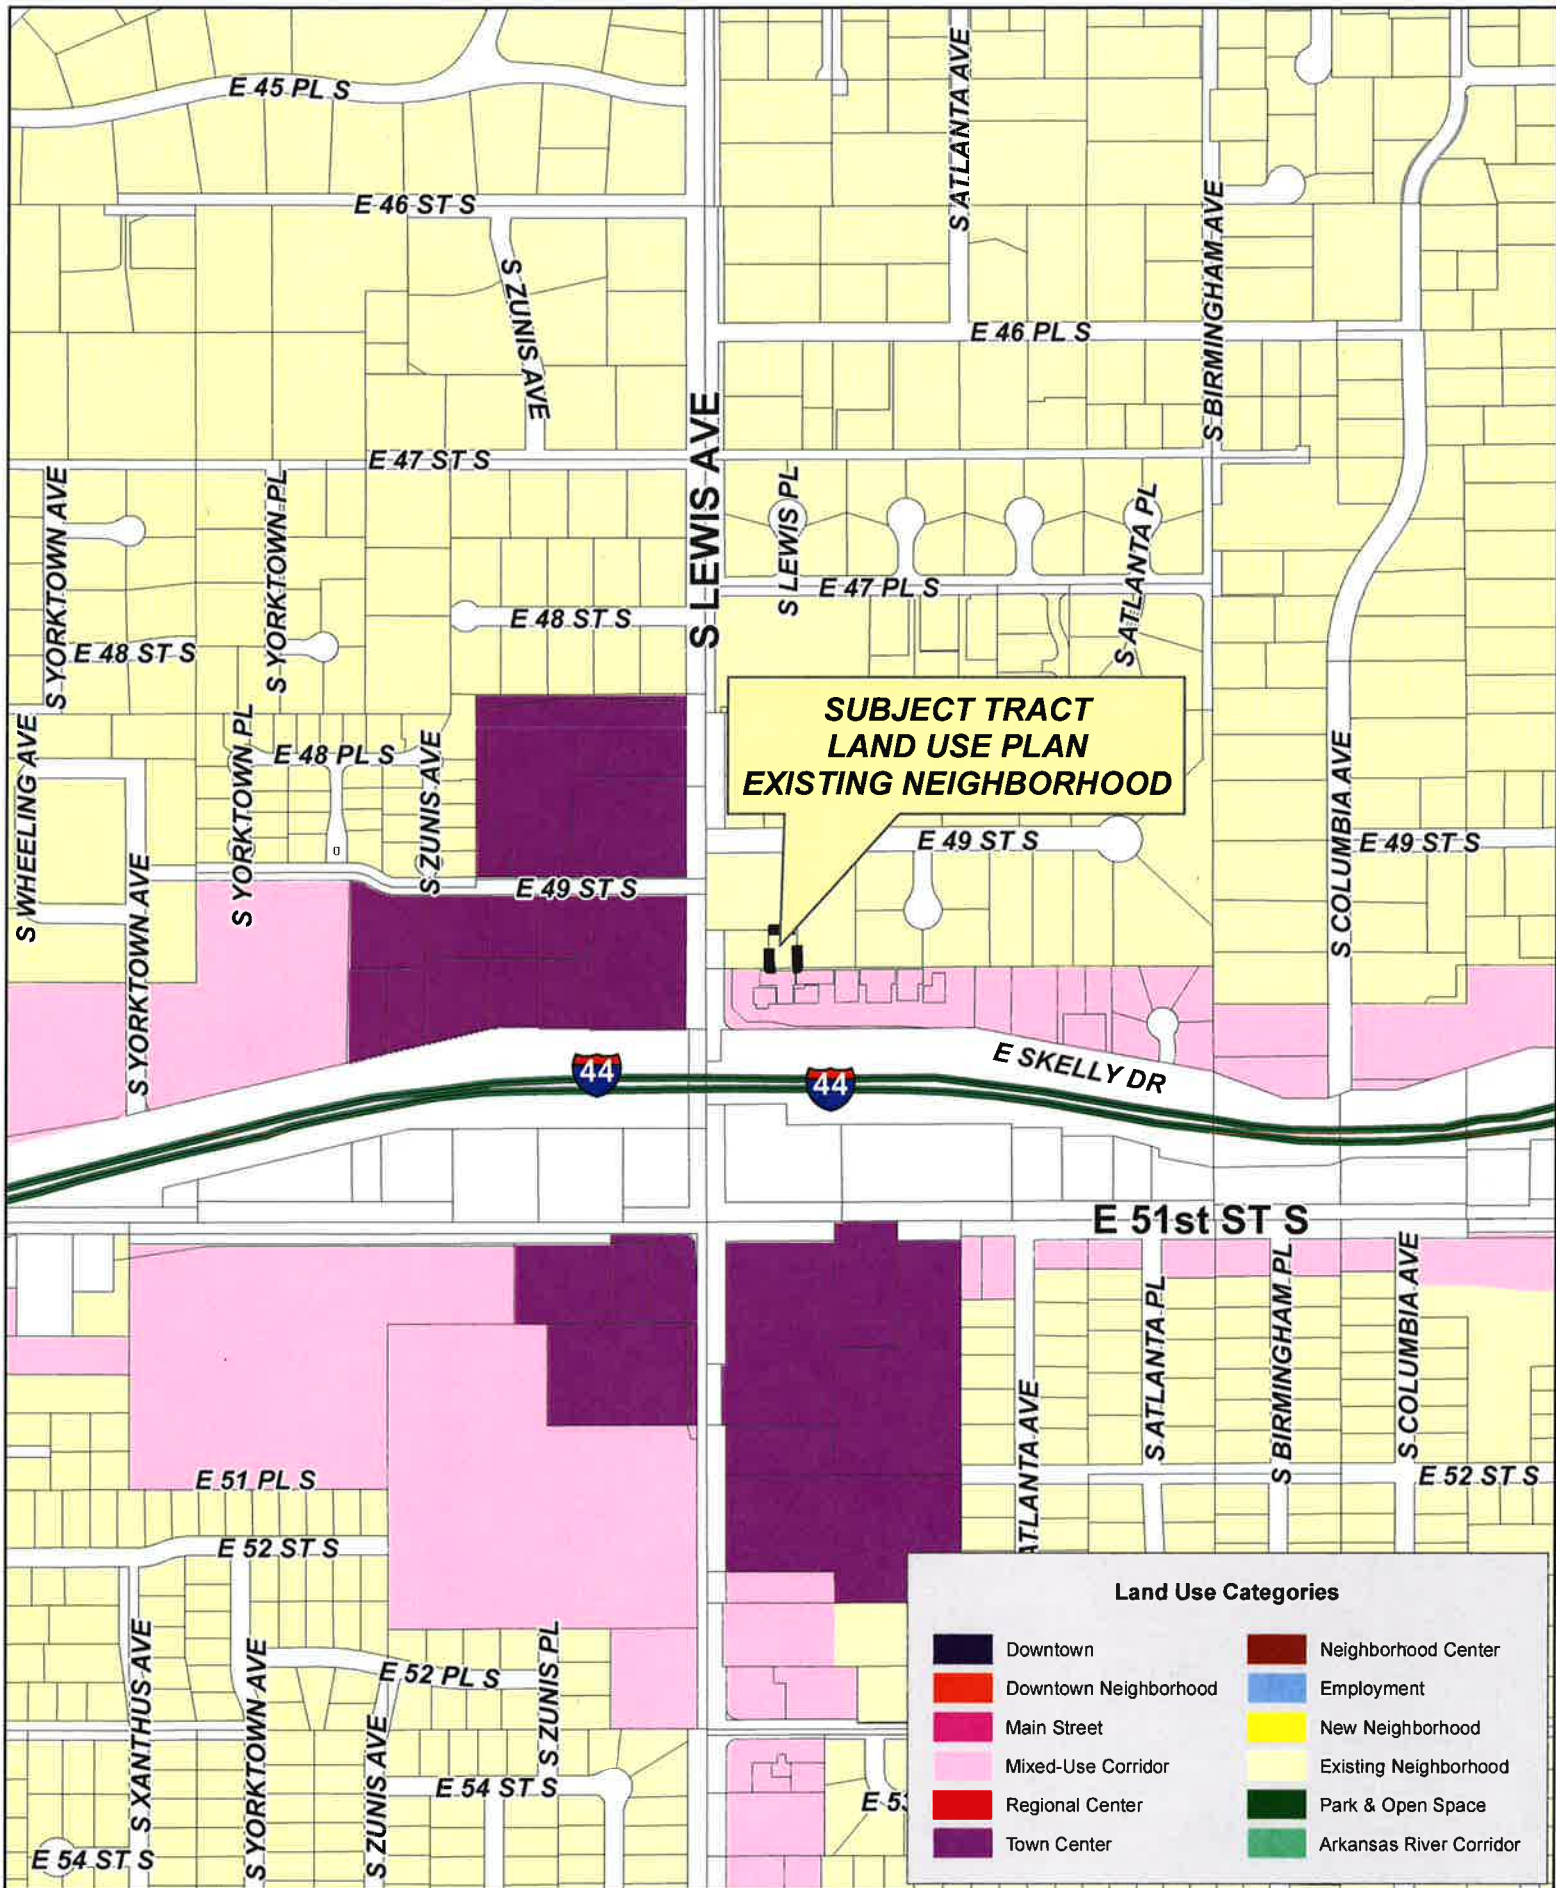 E 45 PL S
S ATLANTA AVE
E 46 ST S
S BIRMINGHAM AVE
S ZUNIS AVE
E 46 PL S
S LEWIS AVE
E 47 ST S
S YORKTOWN AVE
S YORKTOWN PL
S LEWIS PL
S ATLANTA PL
E 47 PL S
E 48 ST S
E 48 ST S
SUBJECT TRACT
LAND USE PLAN
EXISTING NEIGHBORHOOD
S WHEELING AVE
S YORKTOWN PL
E 48 PL S
S ZUNIS AVE
S COLUMBIA AVE
E 49 ST S
E 49 ST S
0
S YORKTOWN AVE
E 49 ST S
44
44
E SKELLY DR
E 51st ST S
S ATLANTA PL
S BIRMINGHAM PL
S COLUMBIA AVE
ATLANTA AVE
E 51 PL S
E 52 ST S
E 52 ST S
S XANTHUS AVE
S YORKTOWN AVE
E 52 PL S
S ZUNIS PL
S ZUNIS AVE
E 54 ST S
E 53
E 54 ST S
Land Use Categories
Downtown
Downtown Neighborhood
Main Street
Mixed-Use Corridor
Regional Center
Town Center
Neighborhood Center
Employment
New Neighborhood
Existing Neighborhood
Park & Open Space
Arkansas River Corridor